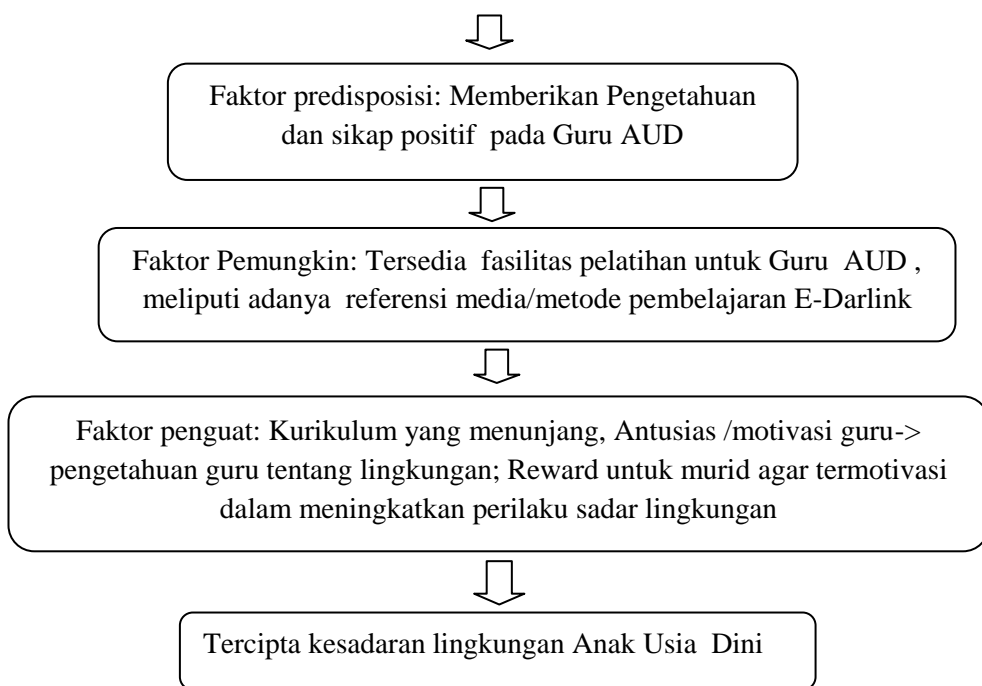 Faktor predisposisi: Memberikan Pengetahuan
dan sikap positif pada Guru AUD
Faktor Pemungkin: Tersedia fasilitas pelatihan untuk Guru AUD ,
meliputi adanya referensi media/metode pembelajaran E-Darlink
Faktor penguat: Kurikulum yang menunjang, Antusias /motivasi guru->
pengetahuan guru tentang lingkungan; Reward untuk murid agar termotivasi
dalam meningkatkan perilaku sadar lingkungan
Tercipta kesadaran lingkungan Anak Usia Dini